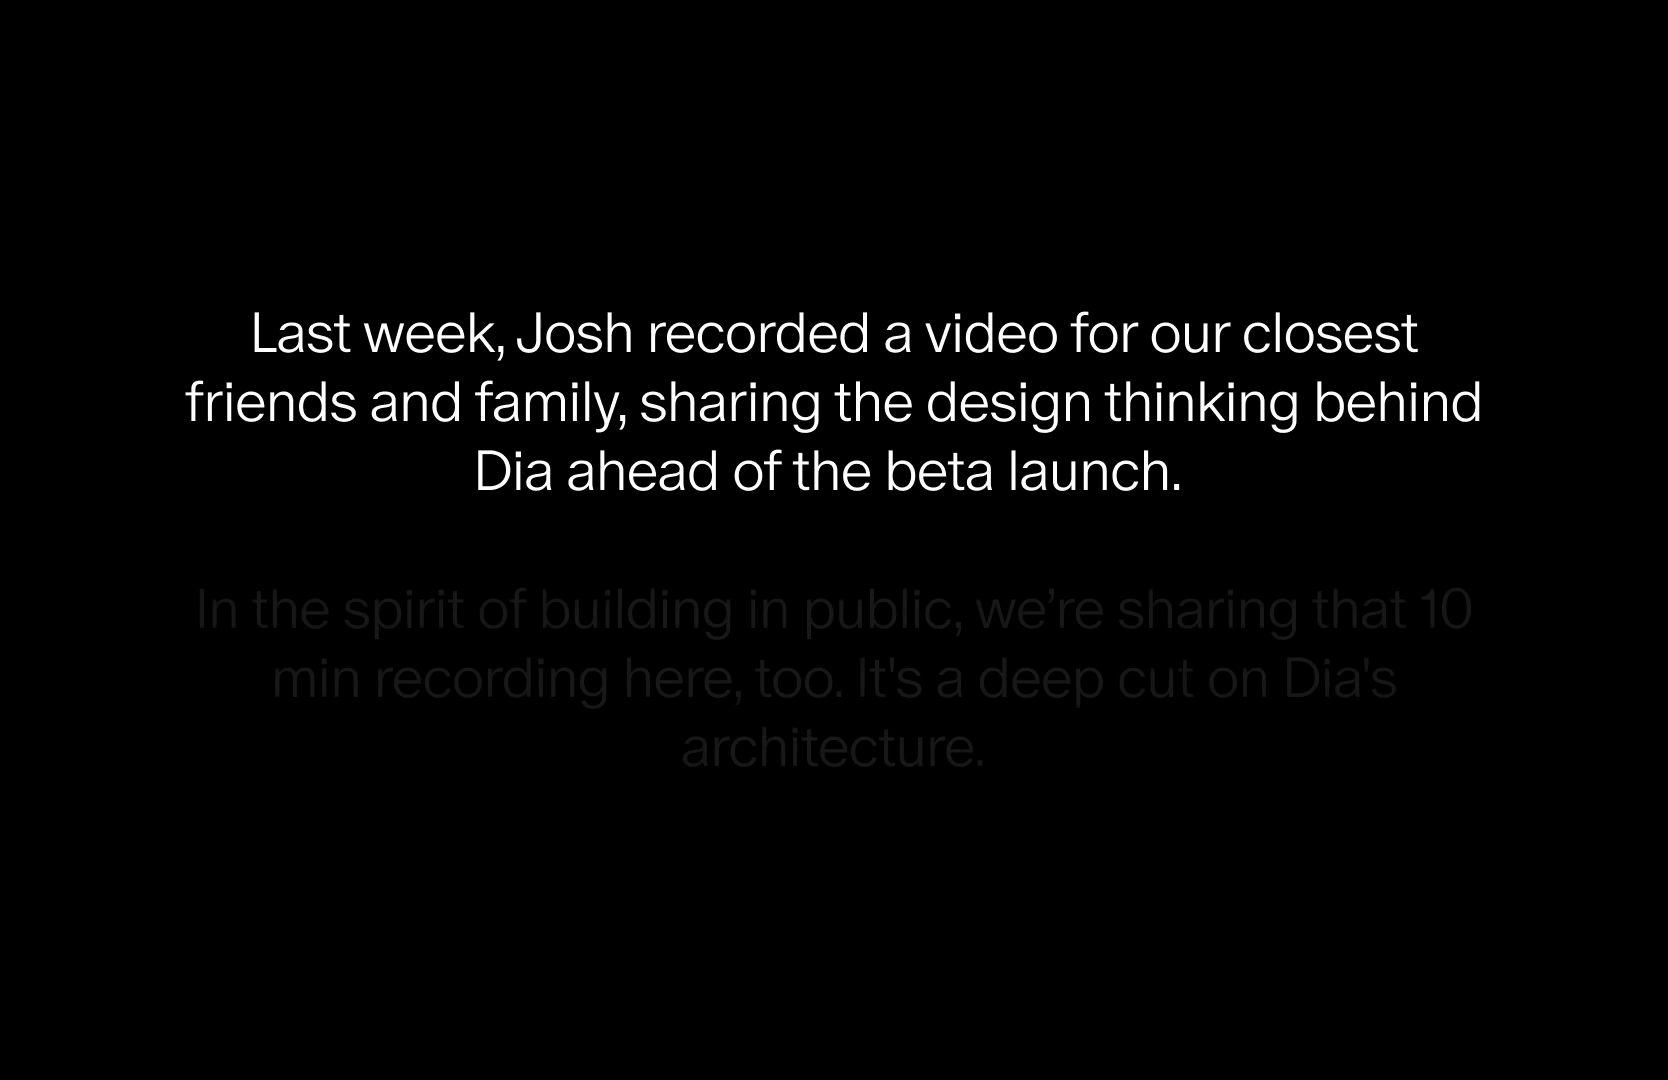 Last week, Josh recorded a video for our closest
friends and family, sharing the design thinking behind
Dia ahead of the beta launch.
In the spirit of building in public, we’re sharing that 10
min recording here, too. It's a deep cut on Dia's
architecture.